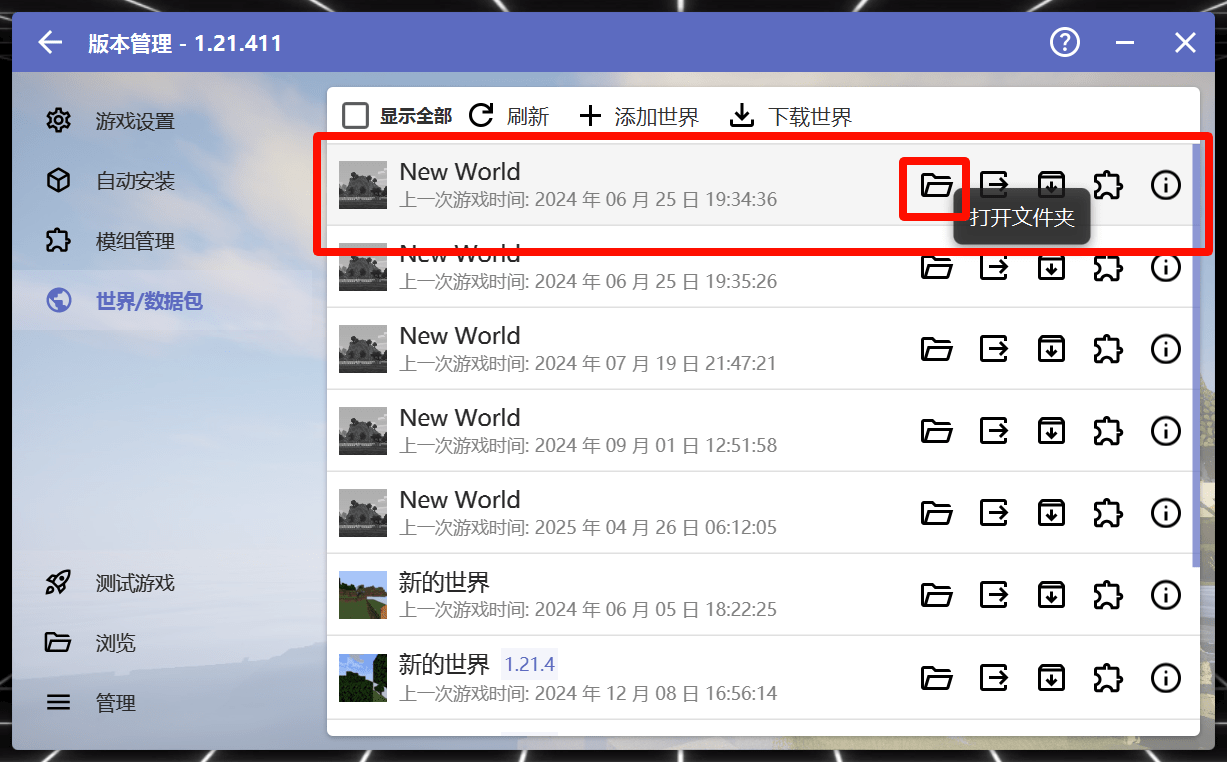 版本管理 - 1.21.411
游戏设置
自动安装
模组管理
世界/数据包
测试游戏
浏览
管理
显示全部 刷新 添加世界 下载世界
New World
上一次游戏时间: 2024 年 06 月 25 日 19:34:36
打开文件夹
New World
上一次游戏时间: 2024 年 06 月 25 日 19:35:26
New World
上一次游戏时间: 2024 年 07 月 19 日 21:47:21
New World
上一次游戏时间: 2024 年 09 月 01 日 12:51:58
New World
上一次游戏时间: 2025 年 04 月 26 日 06:12:05
新的世界
上一次游戏时间: 2024 年 06 月 05 日 18:22:25
新的世界 1.21.4
上一次游戏时间: 2024 年 12 月 08 日 16:56:14